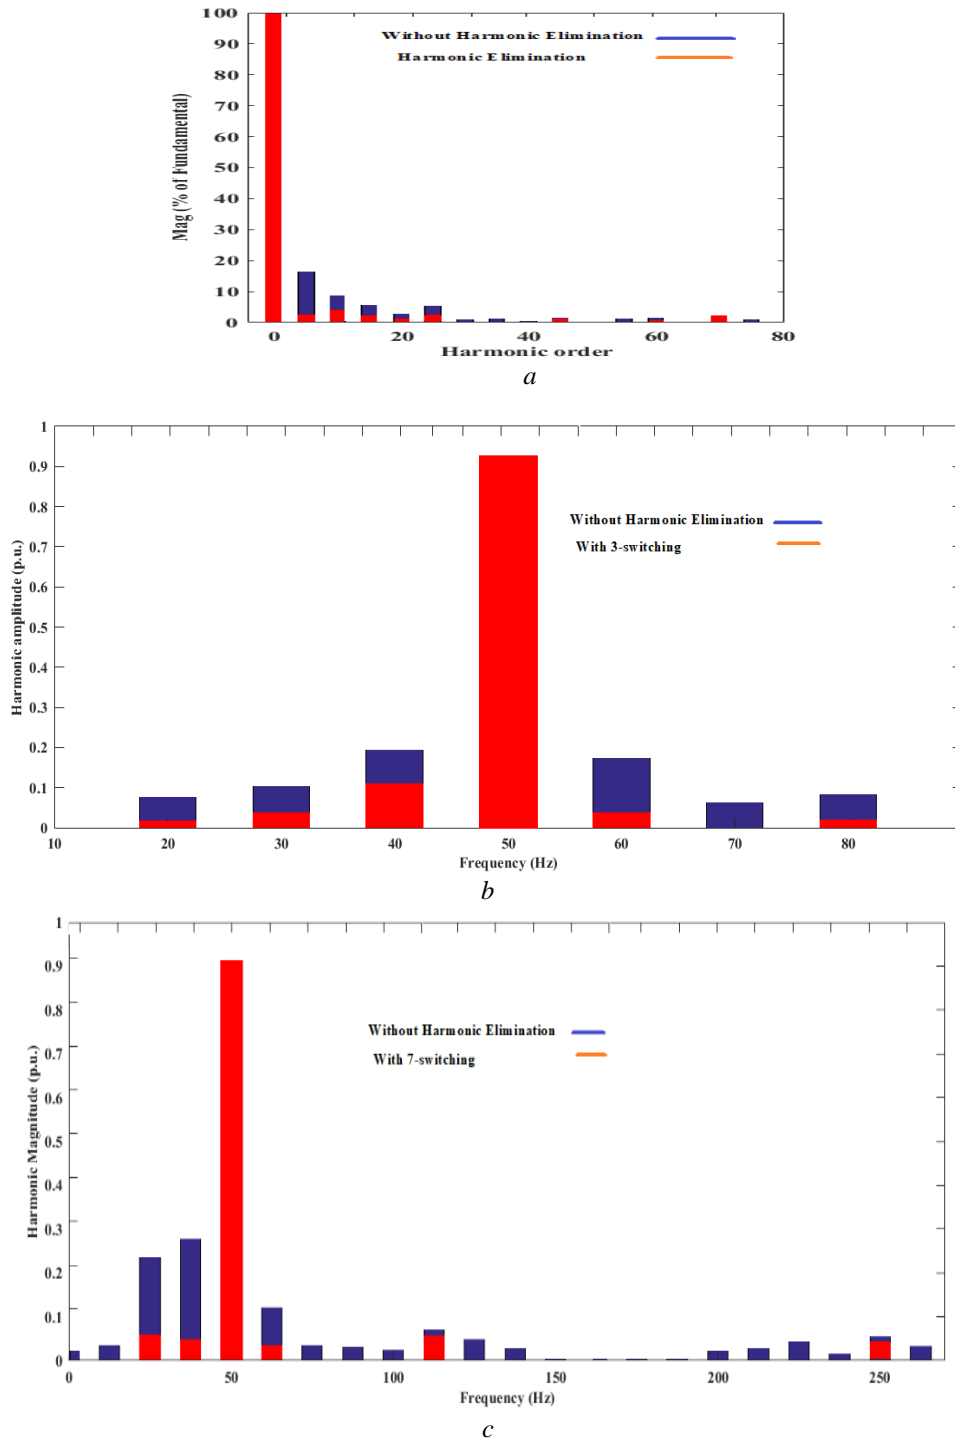 100
90
80
70
60
50
40
30
20
10
0
Mag (% of Fundamental)
Without Harmonic Elimination
Harmonic Elimination
0 20 40 60 80
Harmonic order
a
1
0.9
0.8
0.7
0.6
0.5
0.4
0.3
0.2
0.1
0
Harmonic amplitude (p.u.)
Without Harmonic Elimination
With 3-switching
10 20 30 40 50 60 70 80
Frequency (Hz)
b
1
0.9
0.8
0.7
0.6
0.5
0.4
0.3
0.2
0.1
0
Harmonic Magnitude (p.u.)
Without Harmonic Elimination
With 7-switching
0 50 100 150 200 250
Frequency (Hz)
c